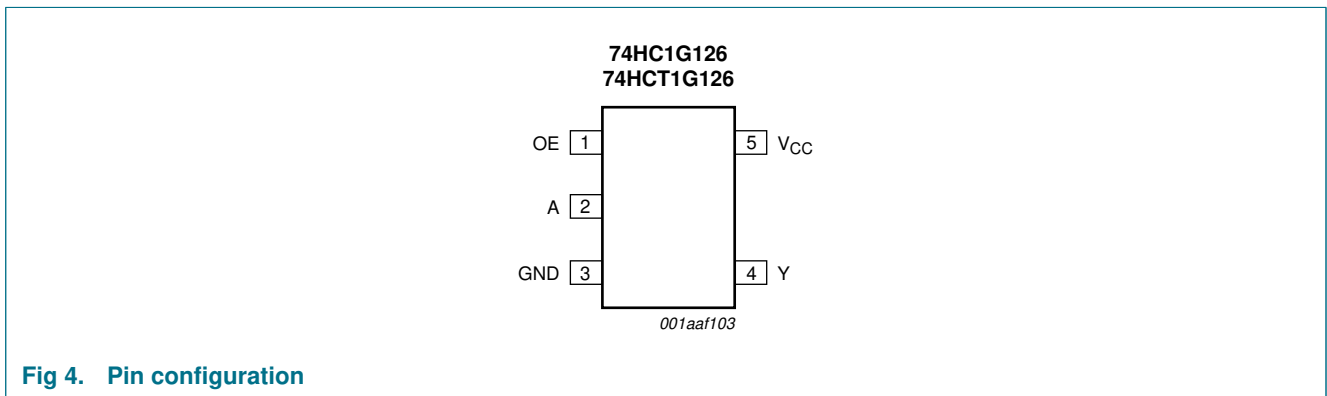 74HC1G126
74HCT1G126
OE 1
5 VCC
A 2
GND 3
4 Y
001aaf103
Fig 4. Pin configuration